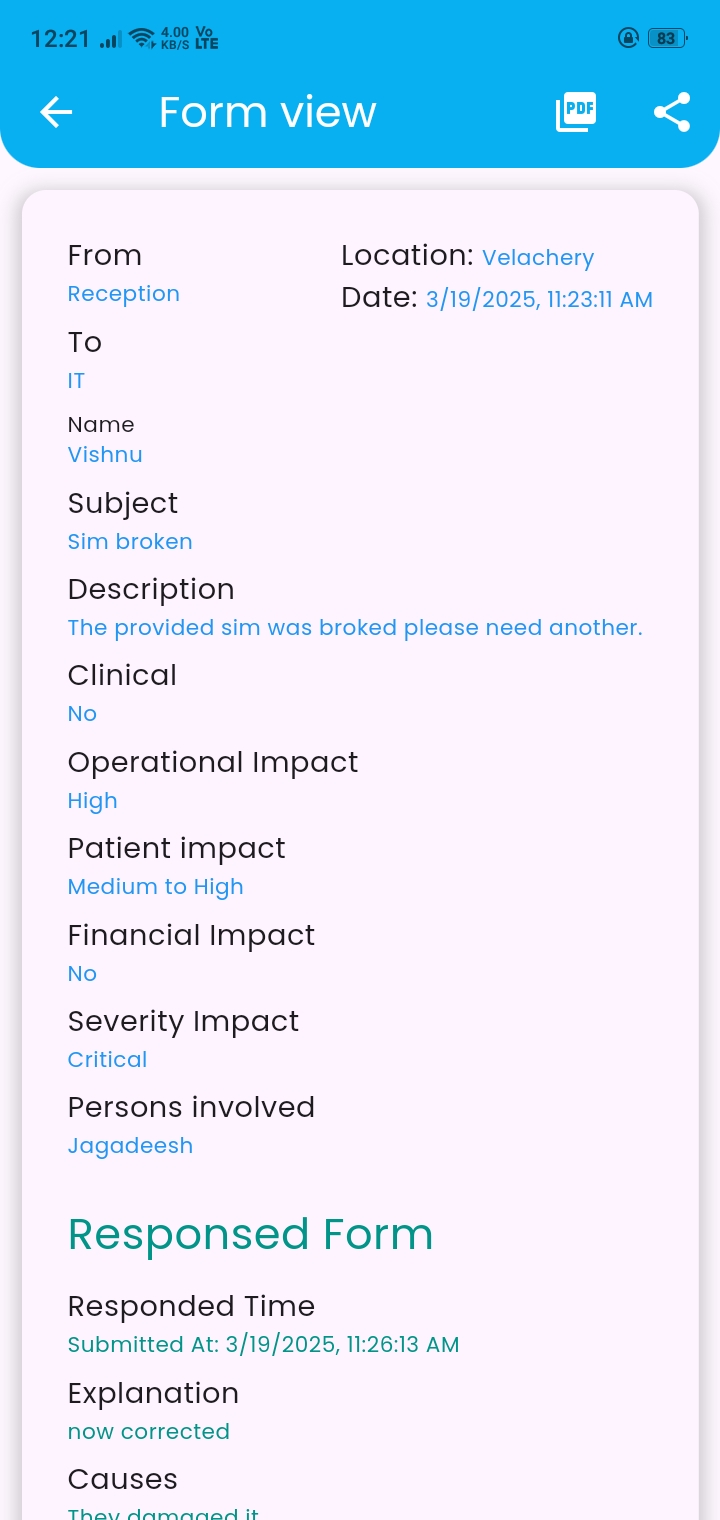 12:21 4.00 KB/S Vo LTE 83
Form view PDF
From
Reception
Location: Velachery
Date: 3/19/2025, 11:23:11 AM
To
IT
Name
Vishnu
Subject
Sim broken
Description
The provided sim was broked please need another.
Clinical
No
Operational Impact
High
Patient impact
Medium to High
Financial Impact
No
Severity Impact
Critical
Persons involved
Jagadeesh
Responsed Form
Responded Time
Submitted At: 3/19/2025, 11:26:13 AM
Explanation
now corrected
Causes
They damaged it